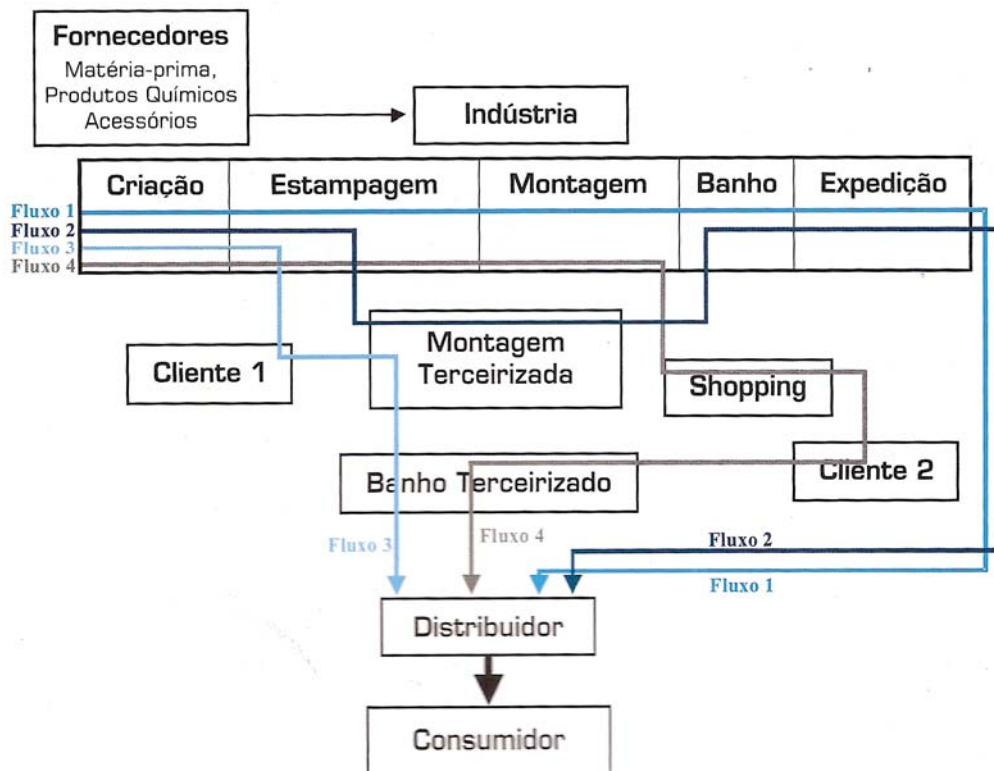 Fornecedores
Matéria-prima,
Produtos Químicos
Acessórios
Indústria
Criação Estampagem Montagem Banho Expedição
Fluxo 1
Fluxo 2
Fluxo 3
Fluxo 4
Montagem
Terceirizada
Cliente 1
Shopping
Banho Terceirizado
Cliente 2
Fluxo 3
Fluxo 4
Fluxo 2
Fluxo 1
Distribuidor
Consumidor